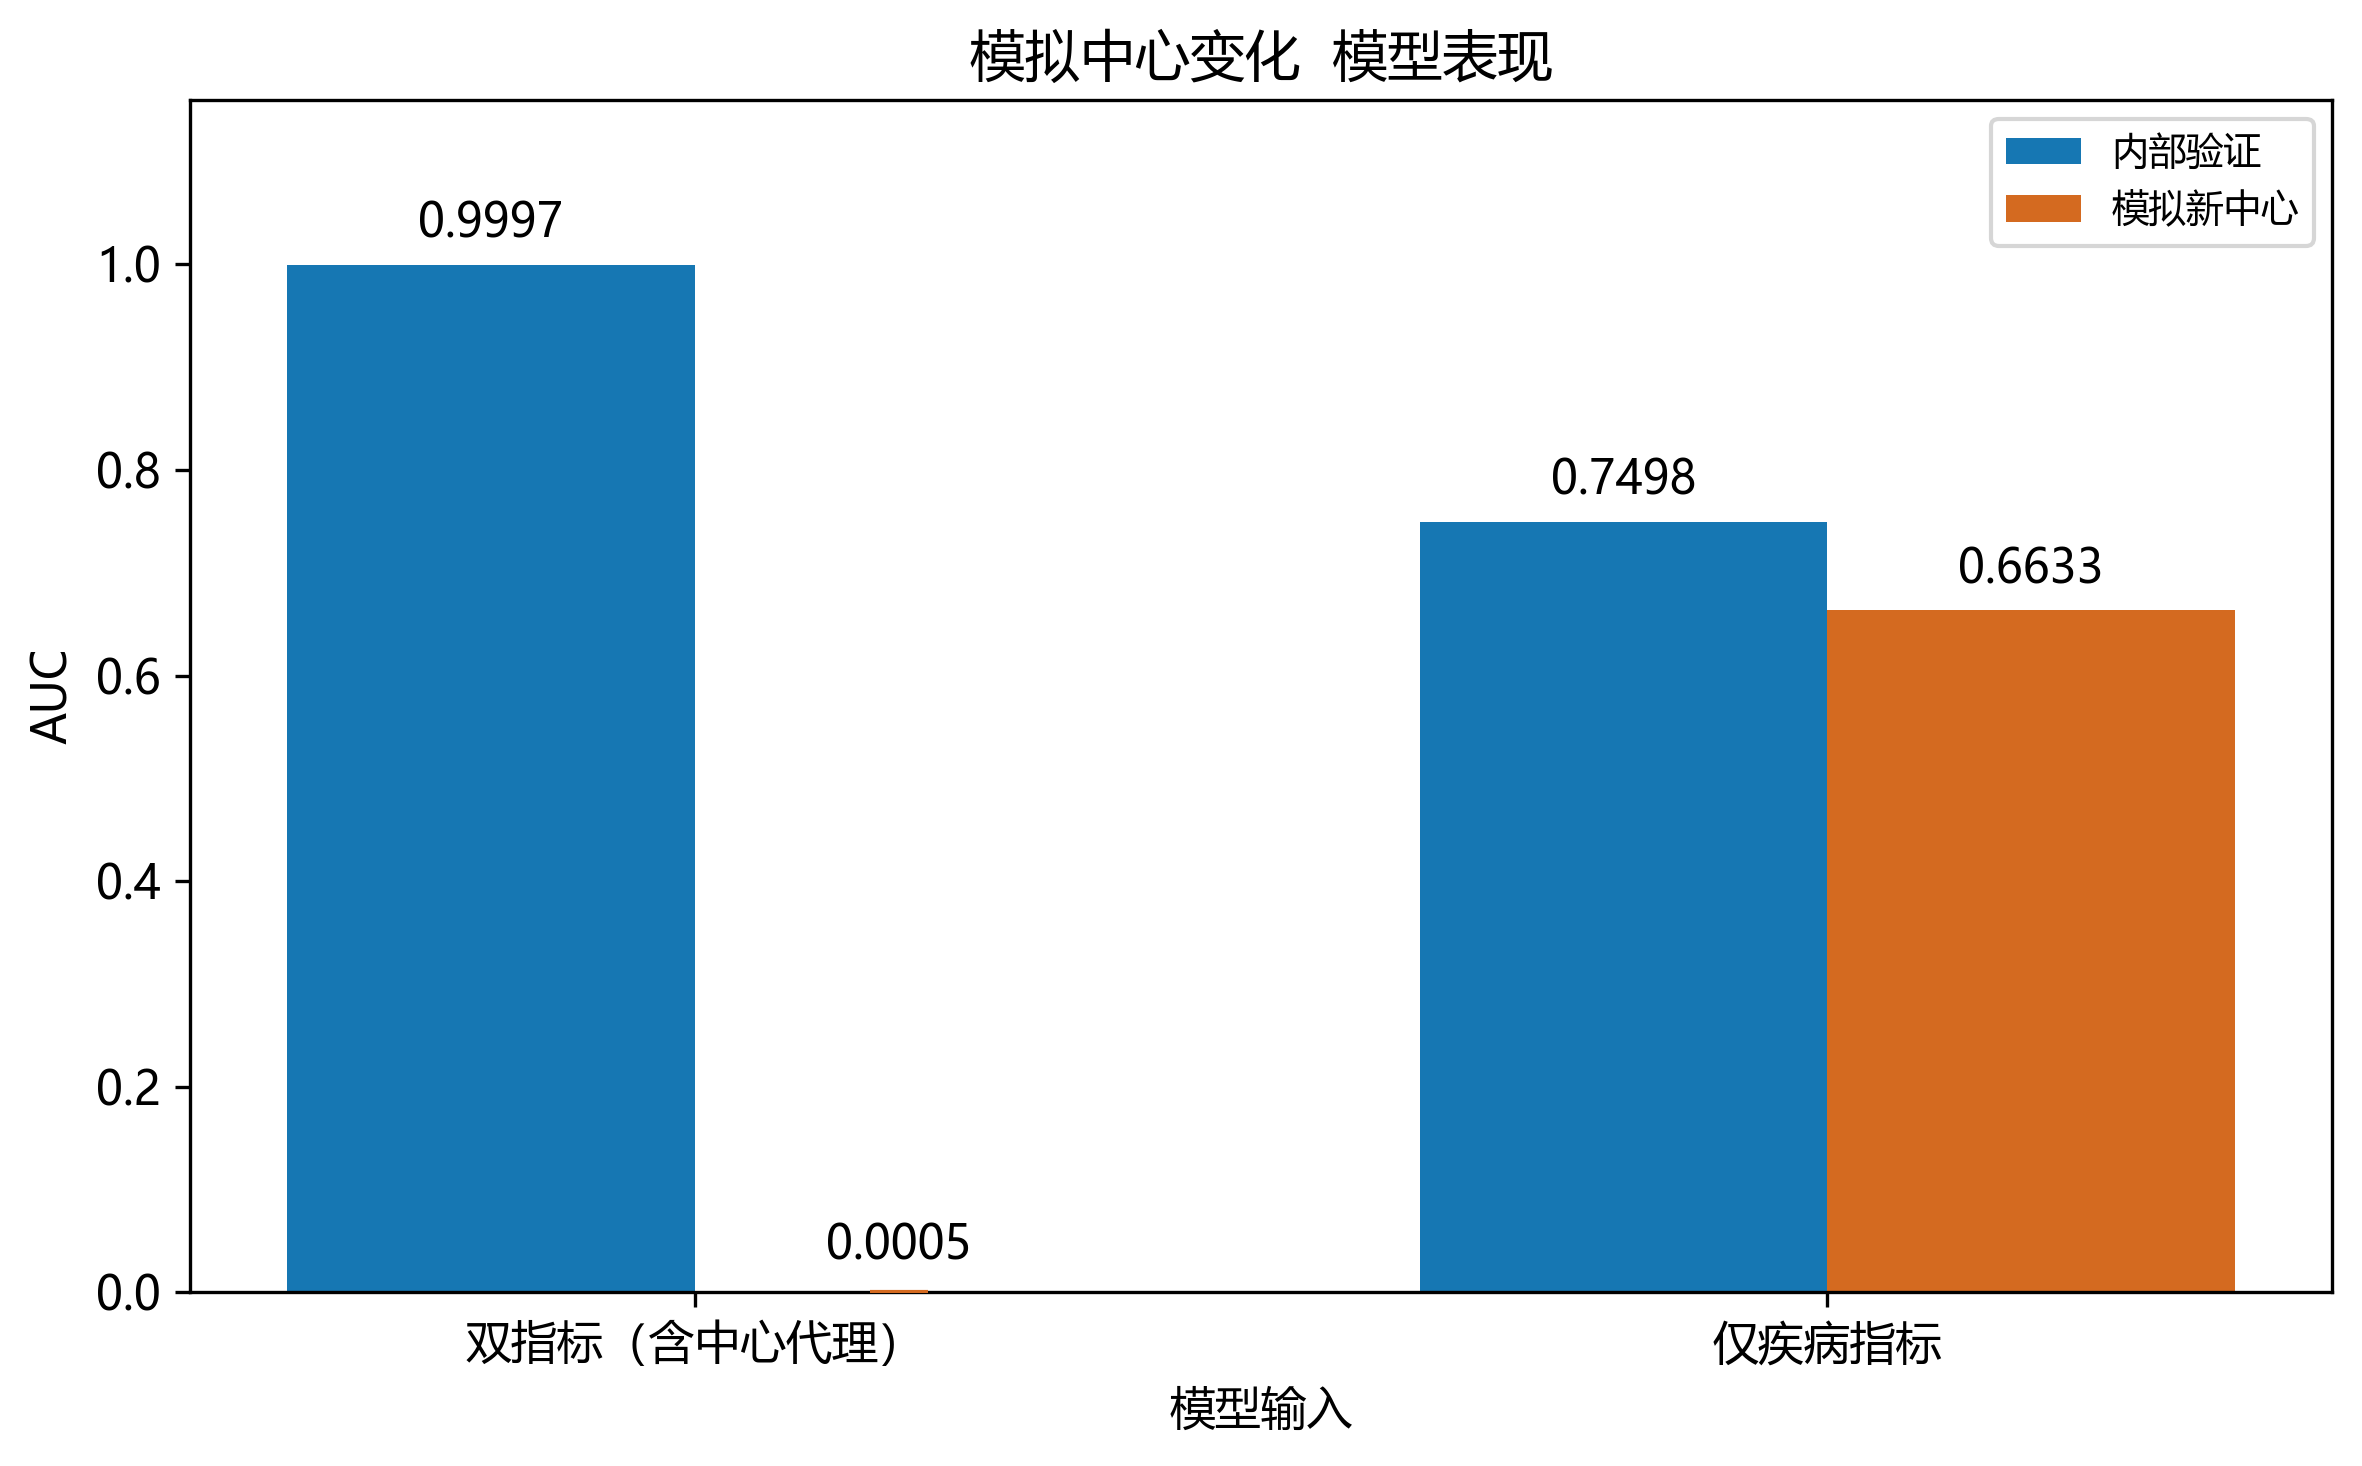 模拟中心变化 模型表现
内部验证
模拟新中心
AUC
1.0
0.8
0.6
0.4
0.2
0.0
0.9997
0.0005
0.7498
0.6633
双指标（含中心代理）
仅疾病指标
模型输入